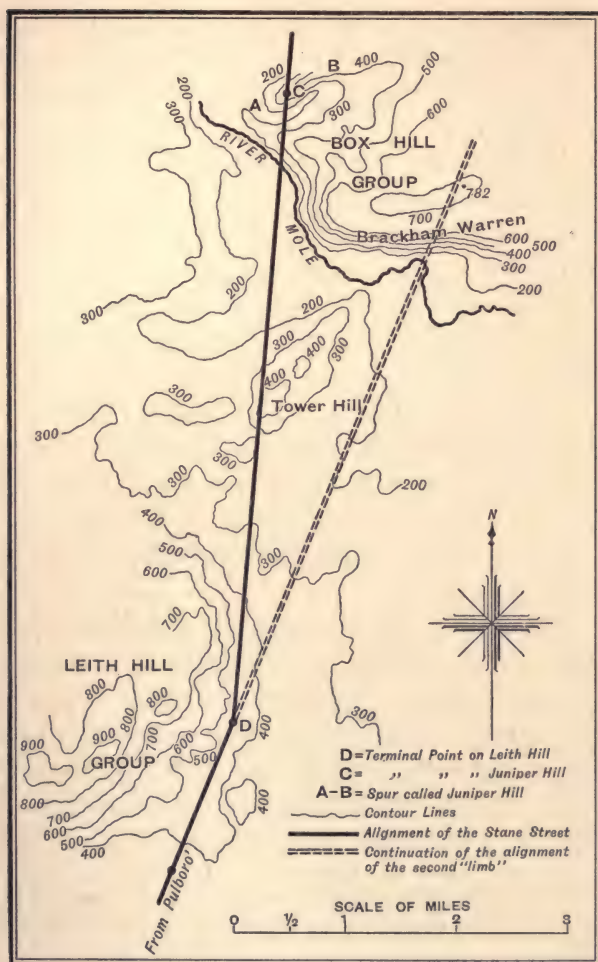 200
B
400
500
200
A
C
300
600
300
BOX HILL
GROUP
RIVER
782
700
MOLE
Brackham Warren
600
500
400
300
200
200
300
200
300
400
300
400
300
Tower Hill
300
300
300
200
400
500
600
300
700
LEITH HILL
800
800
800
D
400
300
900
900
700
600
500
GROUP
800
700
600
500
400
400
From Pulboro'
D=Terminal Point on Leith Hill
C= „ „ „ Juniper Hill
A-B= Spur called Juniper Hill
Contour Lines
Alignment of the Stane Street
Continuation of the alignment
of the second "limb"
N
SCALE OF MILES
0 ½ 1 2 3